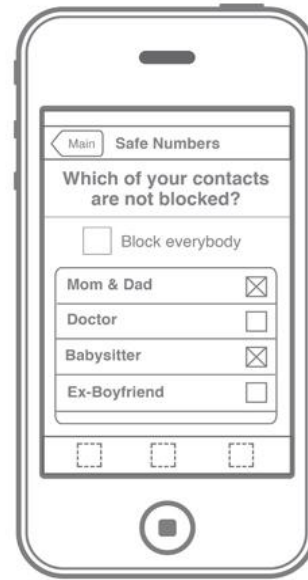 Main
Safe Numbers
Which of your contacts
are not blocked?
Block everybody
Mom & Dad
Doctor
Babysitter
Ex-Boyfriend